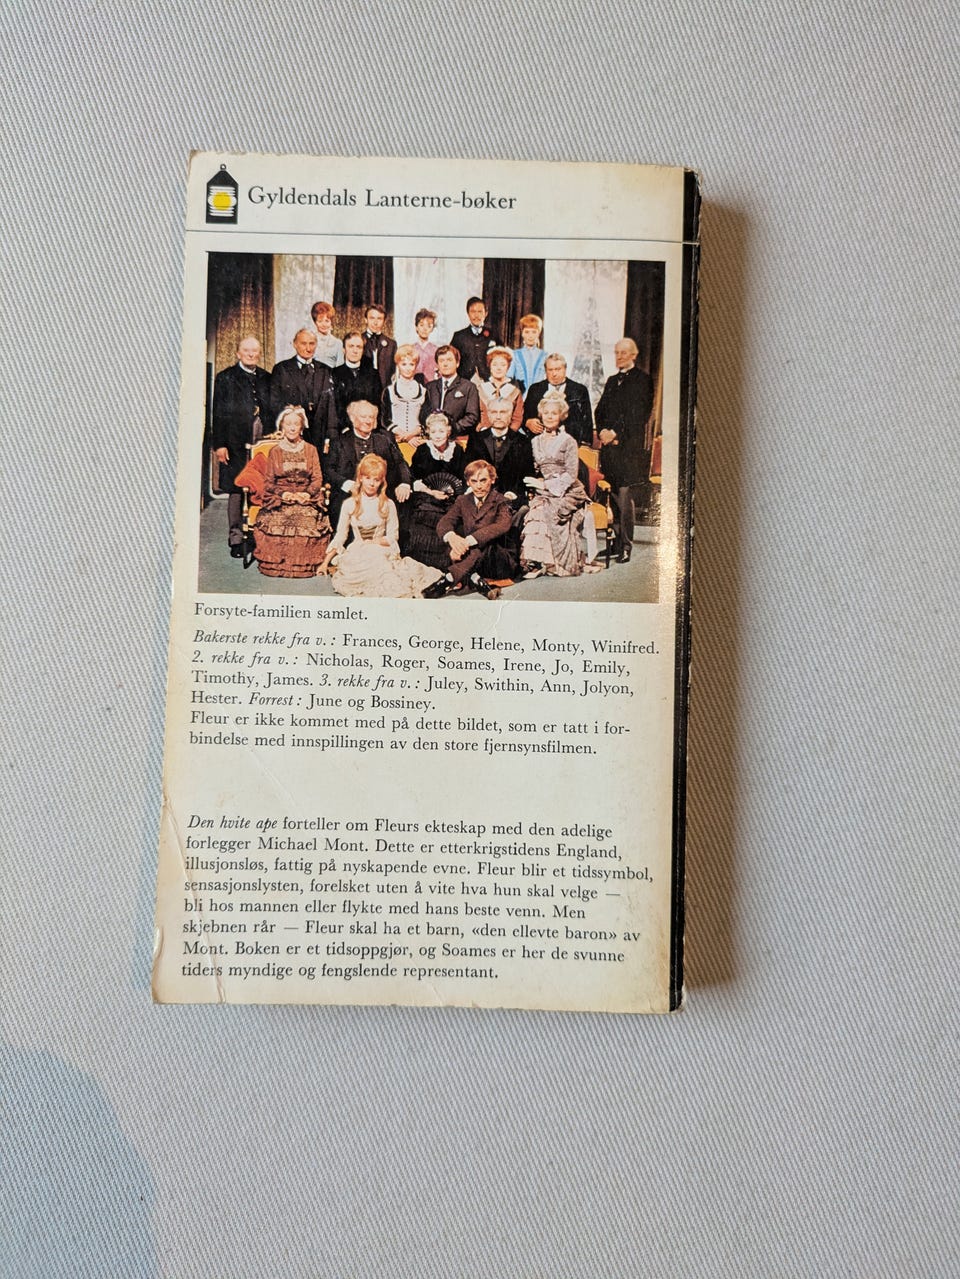 Gyldendals Lanterne-bøker
Forsyte-familien samlet.
Bakerste rekke fra v.: Frances, George, Helene, Monty, Winifred.
2. rekke fra v.: Nicholas, Roger, Soames, Irene, Jo, Emily,
Timothy, James. 3. rekke fra v.: Juley, Swithin, Ann, Jolyon,
Hester. Forrest: June og Bossiney.
Fleur er ikke kommet med på dette bildet, som er tatt i for-
bindelse med innspillingen av den store fjernsynsfilmen.
Den hvite ape forteller om Fleurs ekteskap med den adelige
forlegger Michael Mont. Dette er etterkrigstidens England,
illusjonsløs, fattig på nyskapende evne. Fleur blir et tidssymbol,
sensasjonslysten, forelsket uten å vite hva hun skal velge —
bli hos mannen eller flykte med hans beste venn. Men
skjebnen rår — Fleur skal ha et barn, «den ellevte baron» av
Mont. Boken er et tidsoppgjør, og Soames er her de svunne
tiders myndige og fengslende representant.